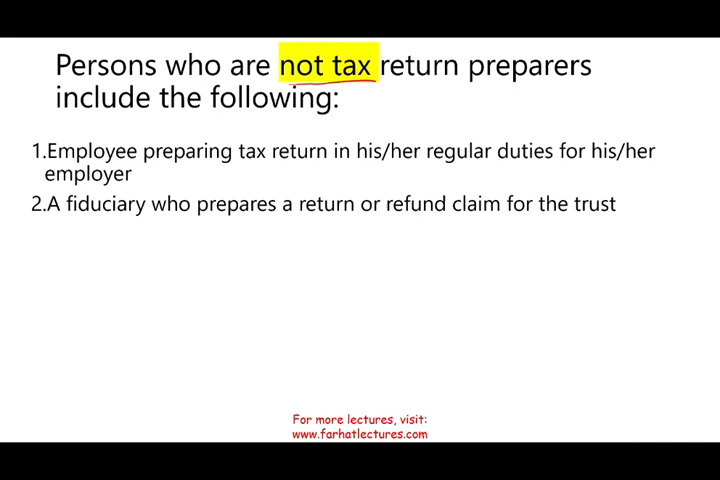 Persons who are not tax return preparers
include the following:
1.Employee preparing tax return in his/her regular duties for his/her
employer
2.A fiduciary who prepares a return or refund claim for the trust
For more lectures, visit:
www.farhatlectures.com